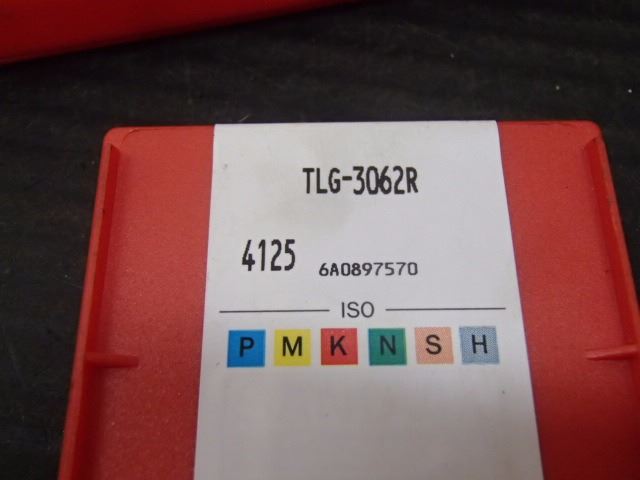 TLG-3062R
4125 6A0897570
ISO
P M K N S H